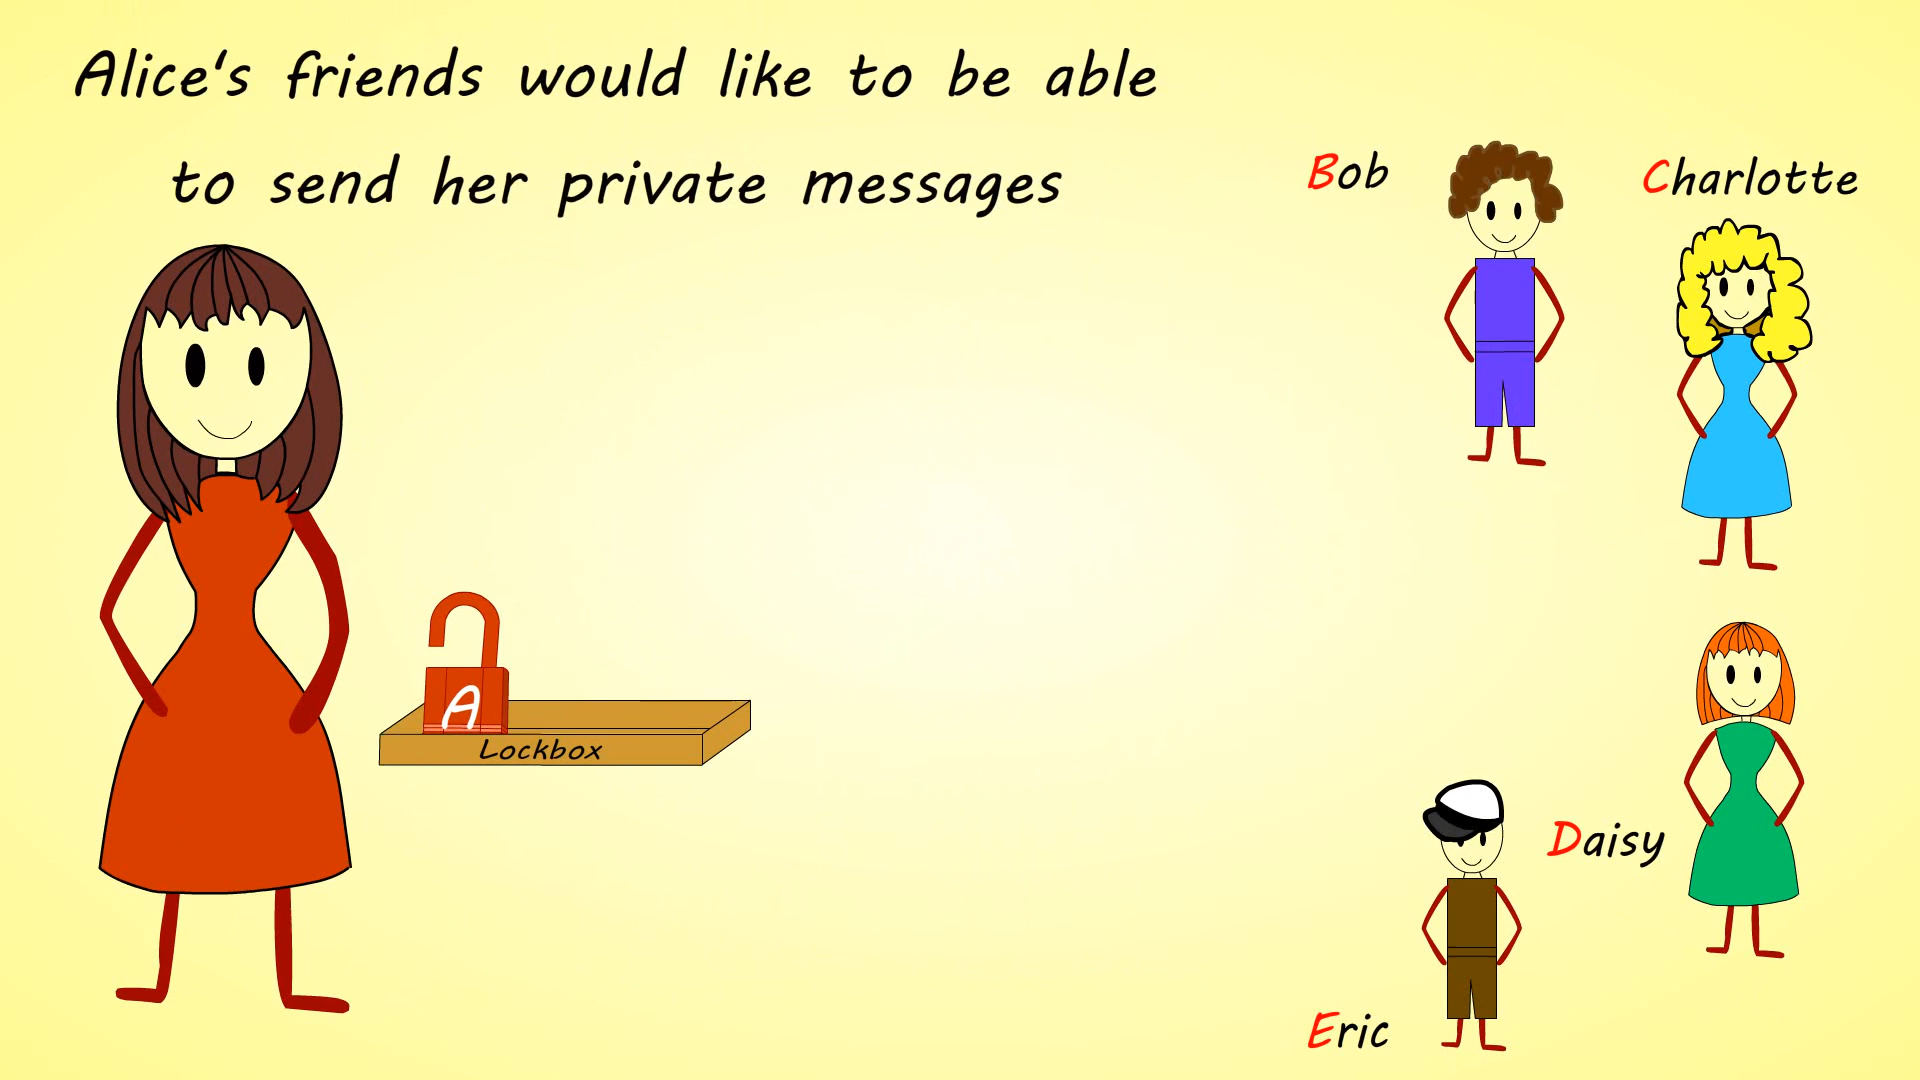 Alice's friends would like to be able
to send her private messages
Bob
Charlotte
A
Lockbox
Daisy
Eric